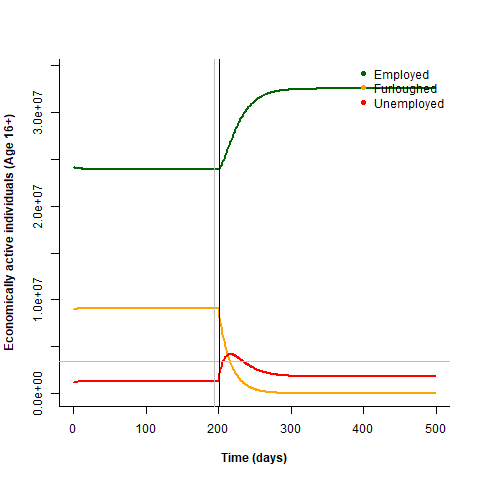 Employed
Furloughed
Unemployed
Economically active individuals (Age 16+)
3.0e+07
2.0e+07
1.0e+07
0.0e+00
0 100 200 300 400 500
Time (days)